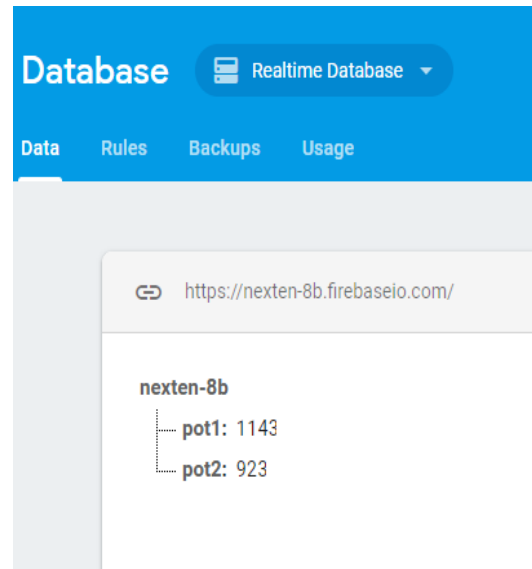 Database Realtime Database
Data Rules Backups Usage
https://nexten-8b.firebaseio.com/
nexten-8b
pot1: 1143
pot2: 923